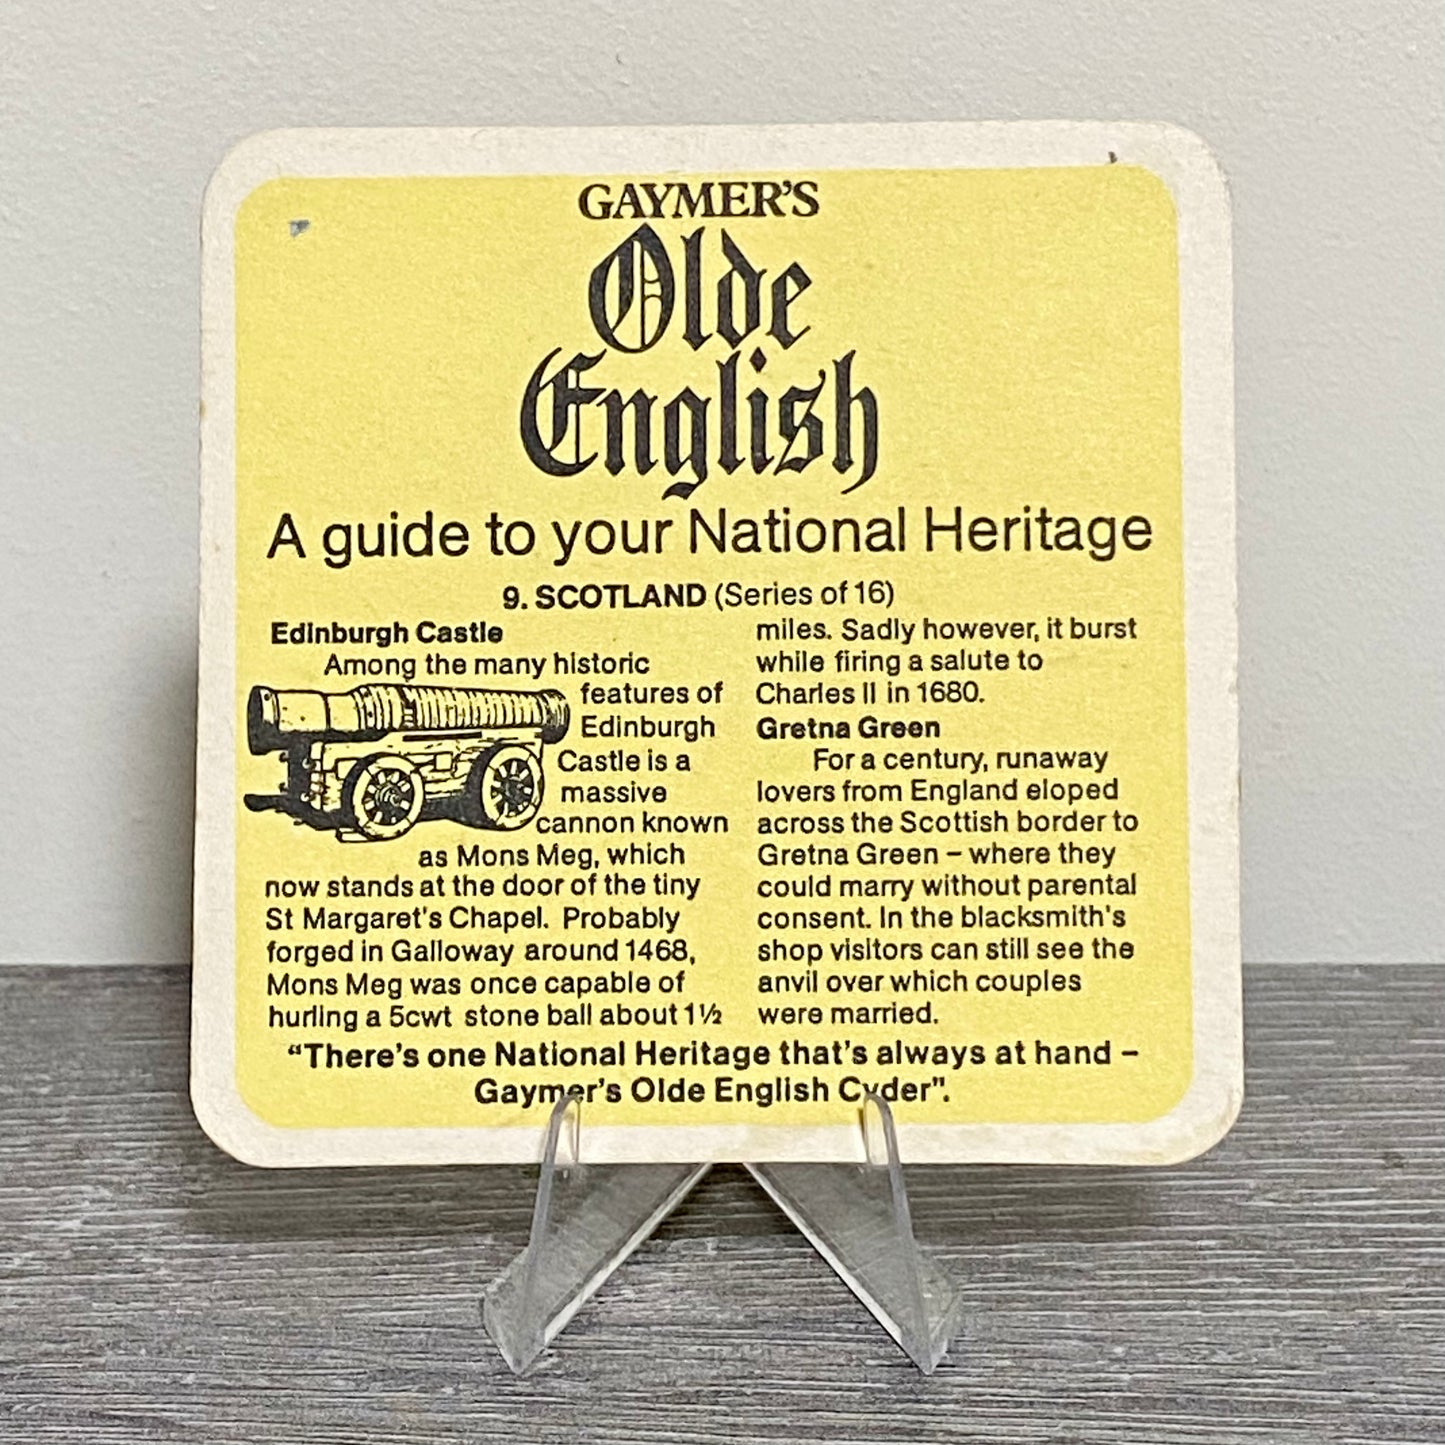 GAYMER'S
Olde
English
A guide to your National Heritage
9. SCOTLAND (Series of 16)
Edinburgh Castle
Among the many historic
features of
Edinburgh
Castle is a
massive
cannon known
as Mons Meg, which
now stands at the door of the tiny
St Margaret's Chapel. Probably
forged in Galloway around 1468,
Mons Meg was once capable of
hurling a 5cwt stone ball about 1½
miles. Sadly however, it burst
while firing a salute to
Charles II in 1680.
Gretna Green
For a century, runaway
lovers from England eloped
across the Scottish border to
Gretna Green – where they
could marry without parental
consent. In the blacksmith's
shop visitors can still see the
anvil over which couples
were married.
"There's one National Heritage that's always at hand –
Gaymer's Olde English Cyder".